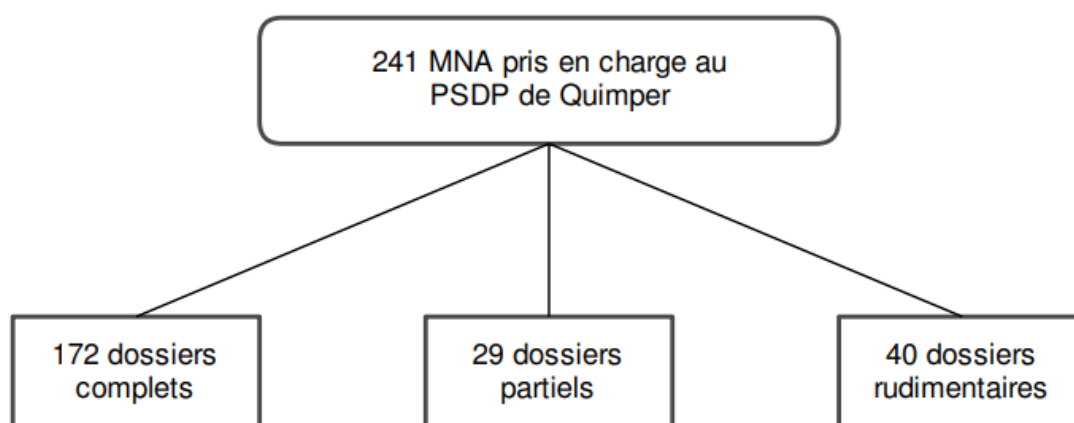 241 MNA pris en charge au
PSDP de Quimper
172 dossiers
complets
29 dossiers
partiels
40 dossiers
rudimentaires